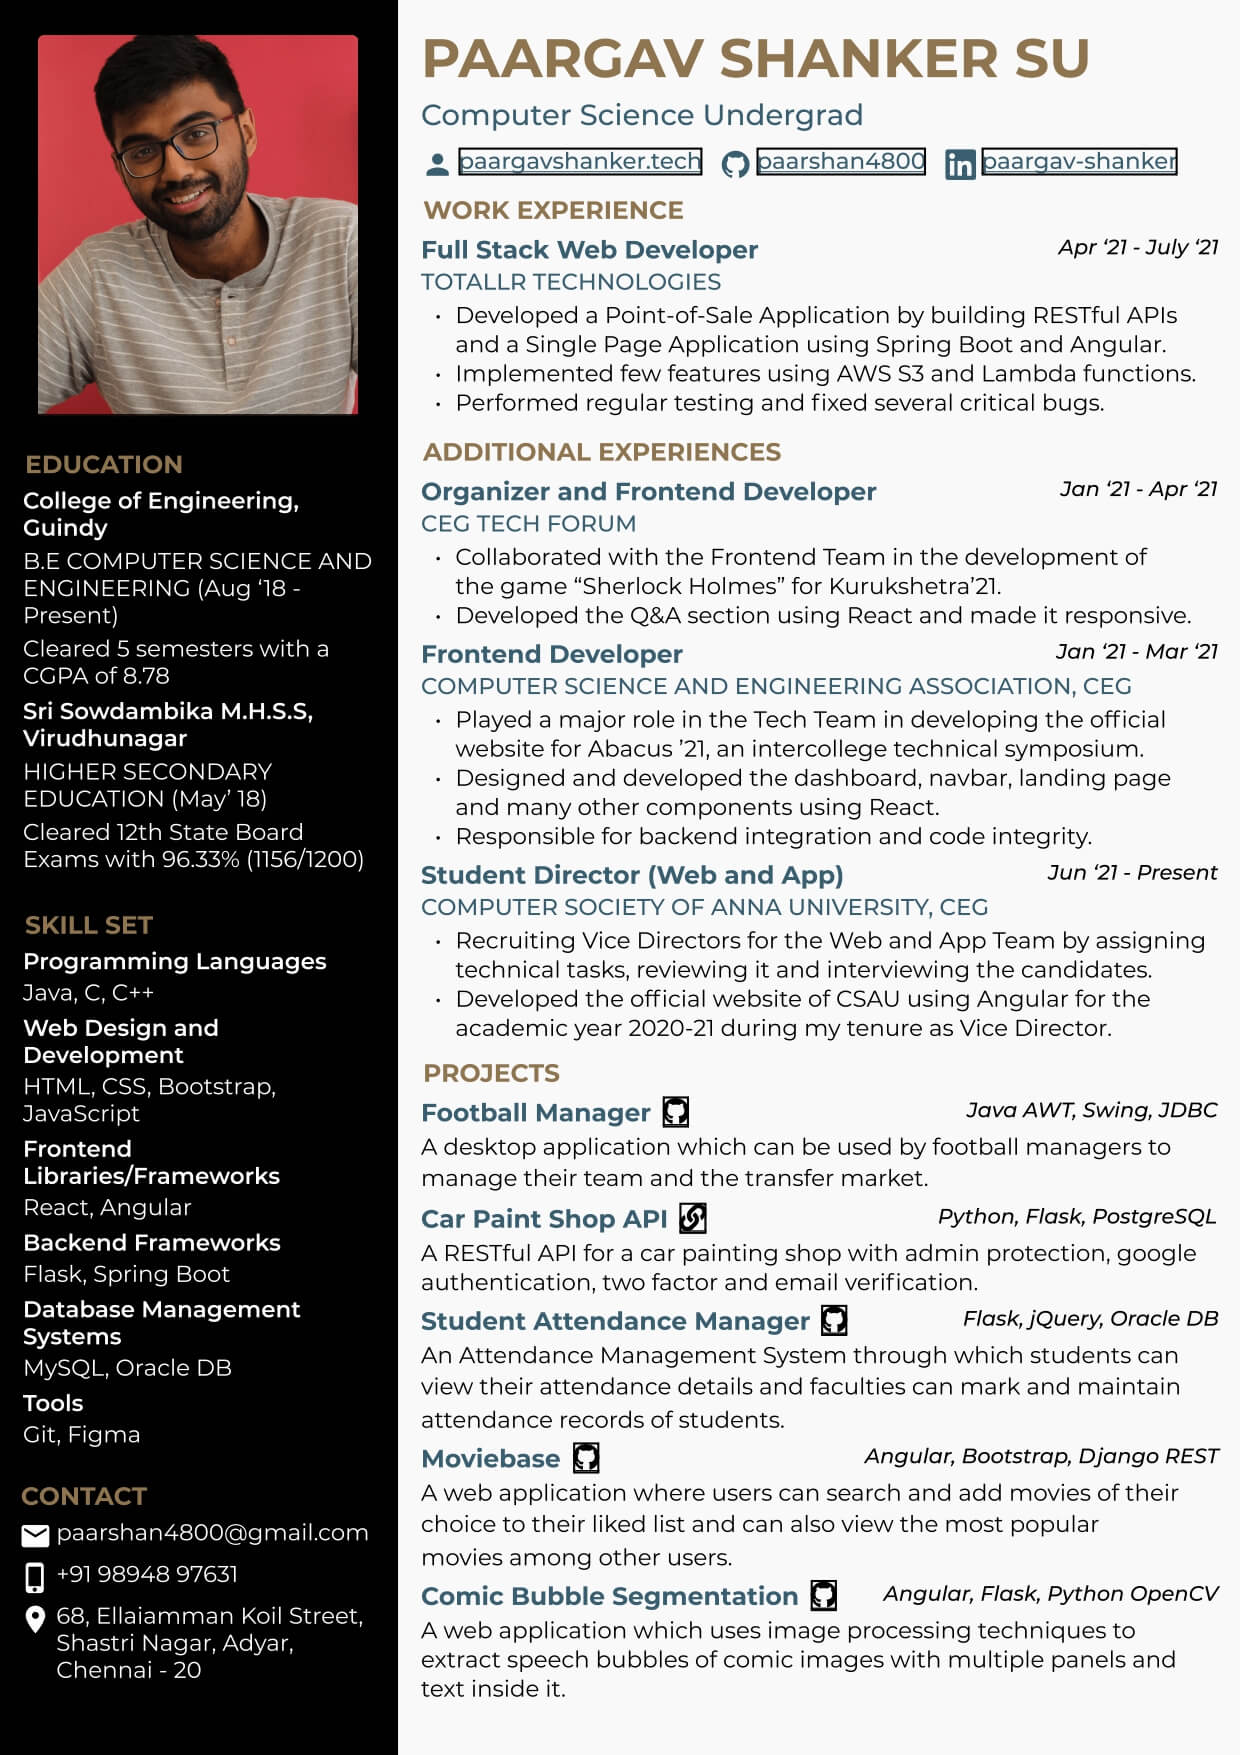 PAARGAV SHANKER SU
Computer Science Undergrad
paargavshanker.tech paarshan4800 paargav-shanker
EDUCATION
College of Engineering,
Guindy
B.E COMPUTER SCIENCE AND
ENGINEERING (Aug ‘18 -
Present)
Cleared 5 semesters with a
CGPA of 8.78
Sri Sowdambika M.H.S.S,
Virudhunagar
HIGHER SECONDARY
EDUCATION (May’ 18)
Cleared 12th State Board
Exams with 96.33% (1156/1200)
SKILL SET
Programming Languages
Java, C, C++
Web Design and
Development
HTML, CSS, Bootstrap,
JavaScript
Frontend
Libraries/Frameworks
React, Angular
Backend Frameworks
Flask, Spring Boot
Database Management
Systems
MySQL, Oracle DB
Tools
Git, Figma
CONTACT
paarshan4800@gmail.com
+91 98948 97631
68, Ellaiamman Koil Street,
Shastri Nagar, Adyar,
Chennai - 20
WORK EXPERIENCE
Full Stack Web Developer Apr ‘21 - July ‘21
TOTALLR TECHNOLOGIES
• Developed a Point-of-Sale Application by building RESTful APIs
and a Single Page Application using Spring Boot and Angular.
• Implemented few features using AWS S3 and Lambda functions.
• Performed regular testing and fixed several critical bugs.
ADDITIONAL EXPERIENCES
Organizer and Frontend Developer Jan ‘21 - Apr ‘21
CEG TECH FORUM
• Collaborated with the Frontend Team in the development of
the game “Sherlock Holmes” for Kurukshetra’21.
• Developed the Q&A section using React and made it responsive.
Frontend Developer Jan ‘21 - Mar ‘21
COMPUTER SCIENCE AND ENGINEERING ASSOCIATION, CEG
• Played a major role in the Tech Team in developing the official
website for Abacus ’21, an intercollege technical symposium.
• Designed and developed the dashboard, navbar, landing page
and many other components using React.
• Responsible for backend integration and code integrity.
Student Director (Web and App) Jun ‘21 - Present
COMPUTER SOCIETY OF ANNA UNIVERSITY, CEG
• Recruiting Vice Directors for the Web and App Team by assigning
technical tasks, reviewing it and interviewing the candidates.
• Developed the official website of CSAU using Angular for the
academic year 2020-21 during my tenure as Vice Director.
PROJECTS
Football Manager Java AWT, Swing, JDBC
A desktop application which can be used by football managers to
manage their team and the transfer market.
Car Paint Shop API Python, Flask, PostgreSQL
A RESTful API for a car painting shop with admin protection, google
authentication, two factor and email verification.
Student Attendance Manager Flask, jQuery, Oracle DB
An Attendance Management System through which students can
view their attendance details and faculties can mark and maintain
attendance records of students.
Moviebase Angular, Bootstrap, Django REST
A web application where users can search and add movies of their
choice to their liked list and can also view the most popular
movies among other users.
Comic Bubble Segmentation Angular, Flask, Python OpenCV
A web application which uses image processing techniques to
extract speech bubbles of comic images with multiple panels and
text inside it.